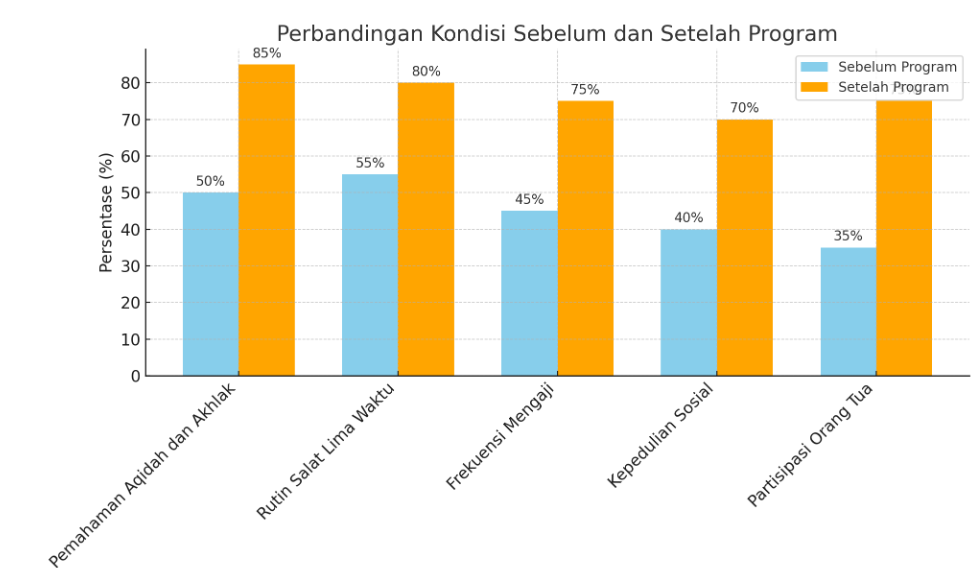 Perbandingan Kondisi Sebelum dan Setelah Program
Sebelum Program
Setelah Program
Persentase (%)
80
70
60
50
40
30
20
10
0
50%
85%
55%
80%
45%
75%
40%
70%
35%
Pemahaman Aqidah dan Akhlak
Rutin Salat Lima Waktu
Frekuensi Mengaji
Kepedulian Sosial
Partisipasi Orang Tua